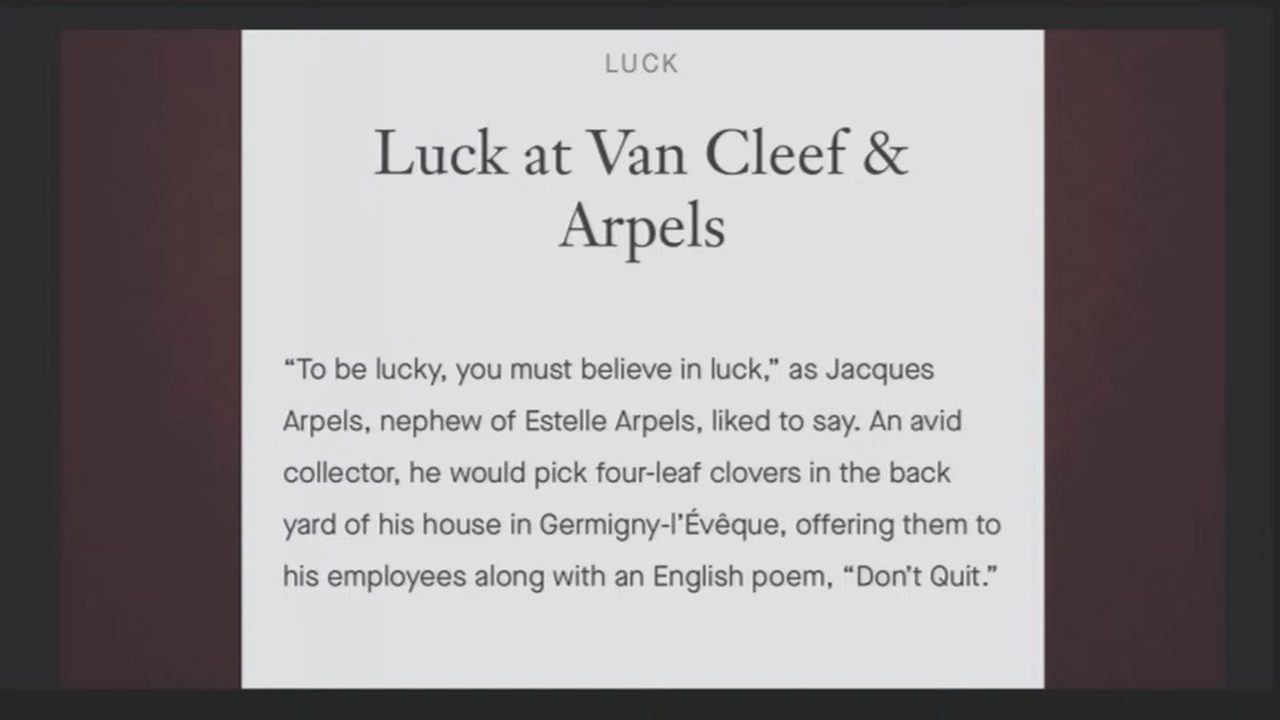 LUCK
Luck at Van Cleef &
Arpels
“To be lucky, you must believe in luck,” as Jacques
Arpels, nephew of Estelle Arpels, liked to say. An avid
collector, he would pick four-leaf clovers in the back
yard of his house in Germigny-l’Évêque, offering them to
his employees along with an English poem, “Don’t Quit.”